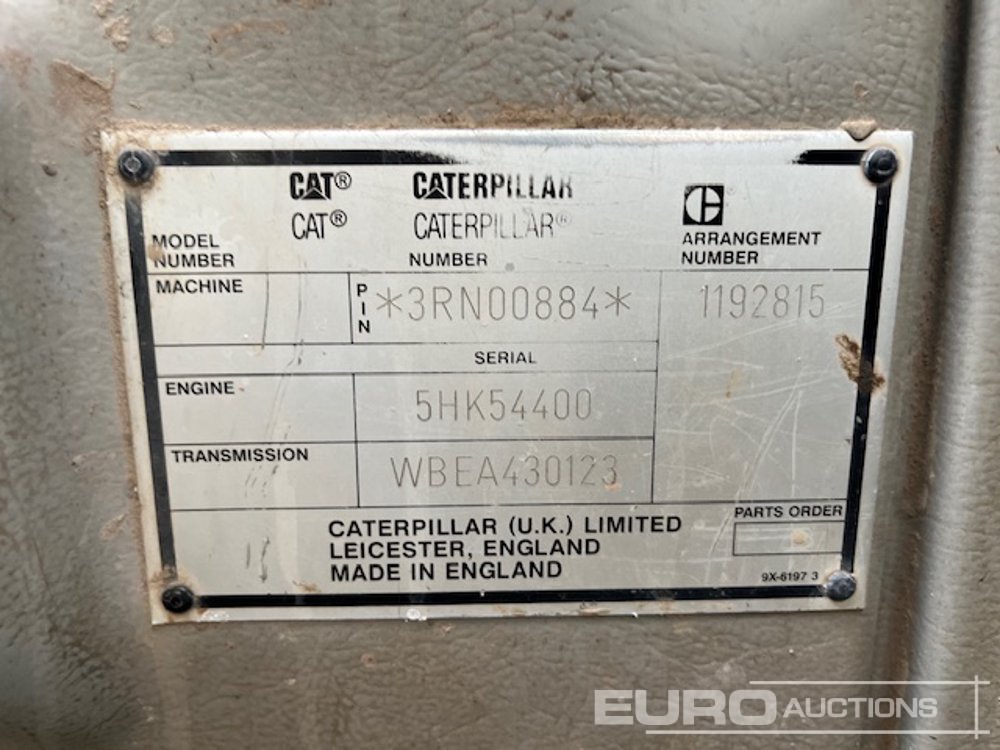 CAT® CATERPILLAR
CAT® CATERPILLAR®
MODEL NUMBER NUMBER ARRANGEMENT NUMBER
MACHINE PIN *3RN00884* 1192815
SERIAL
ENGINE 5HK54400
TRANSMISSION WBEA430123
PARTS ORDER
CATERPILLAR (U.K.) LIMITED
LEICESTER, ENGLAND
MADE IN ENGLAND
9X-6197 3
EURO AUCTIONS